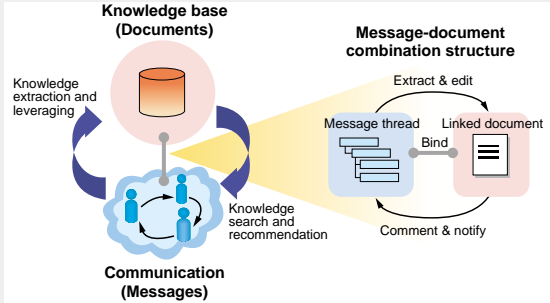 Knowledge base
(Documents)
Knowledge
extraction and
leveraging
Knowledge
search and
recommendation
Communication
(Messages)
Message-document
combination structure
Extract & edit
Message thread
Linked document
Bind
Comment & notify